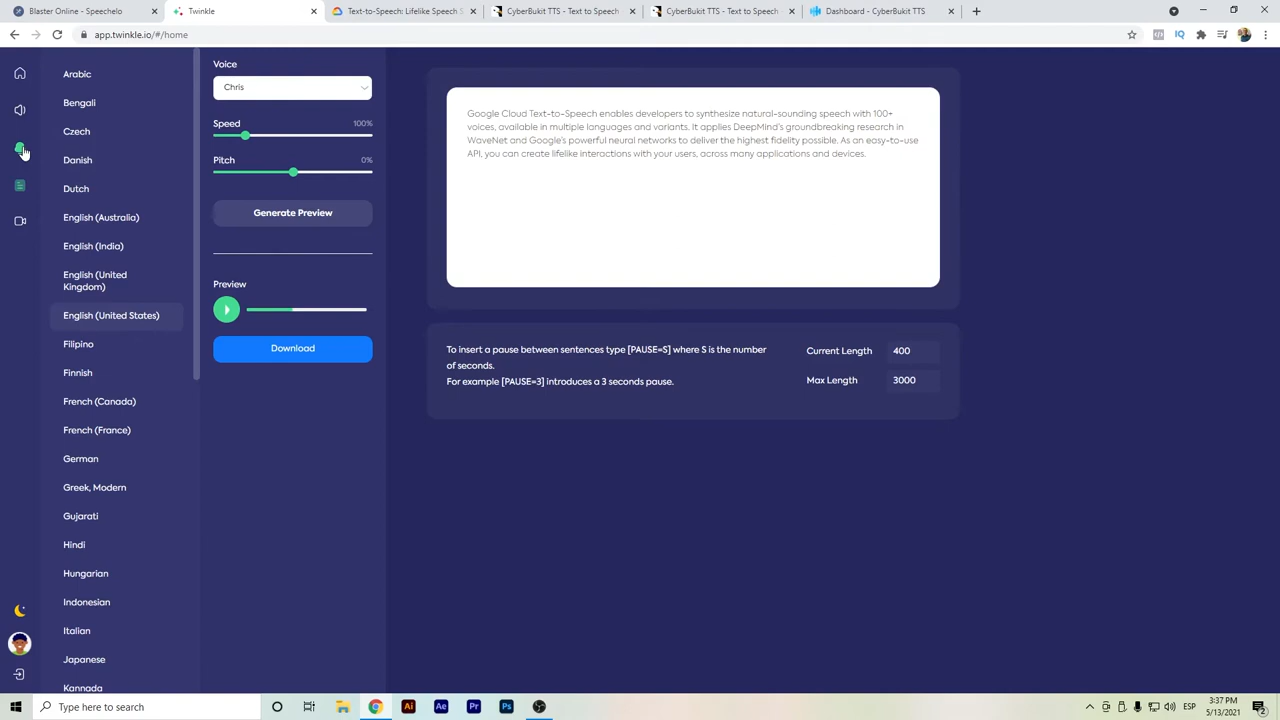 Blaster Online - Speechelo
Twinkle
Text-to-Speech: Lifelike Speech S
CyberBukit TTS - Text to Speech
CyberBukit TTS - Text to Speech
Dashboard - CyberBukit TTS
app.twinkle.io/#/home
Arabic
Bengali
Czech
Danish
Dutch
English (Australia)
English (India)
English (United
Kingdom)
English (United States)
Filipino
Finnish
French (Canada)
French (France)
German
Greek, Modern
Gujarati
Hindi
Hungarian
Indonesian
Italian
Japanese
Kannada
Voice
Chris
Speed 100%
Pitch 0%
Generate Preview
Preview
Download
Google Cloud Text-to-Speech enables developers to synthesize natural-sounding speech with 100+
voices, available in multiple languages and variants. It applies DeepMind's groundbreaking research in
WaveNet and Google's powerful neural networks to deliver the highest fidelity possible. As an easy-to-use
API, you can create lifelike interactions with your users, across many applications and devices.
To insert a pause between sentences type [PAUSE=S] where S is the number
of seconds.
For example [PAUSE=3] introduces a 3 seconds pause.
Current Length 400
Max Length 3000
Type here to search
Ai
Ae
Pr
Ps
ESP
3:37 PM
5/13/2021
2
IQ